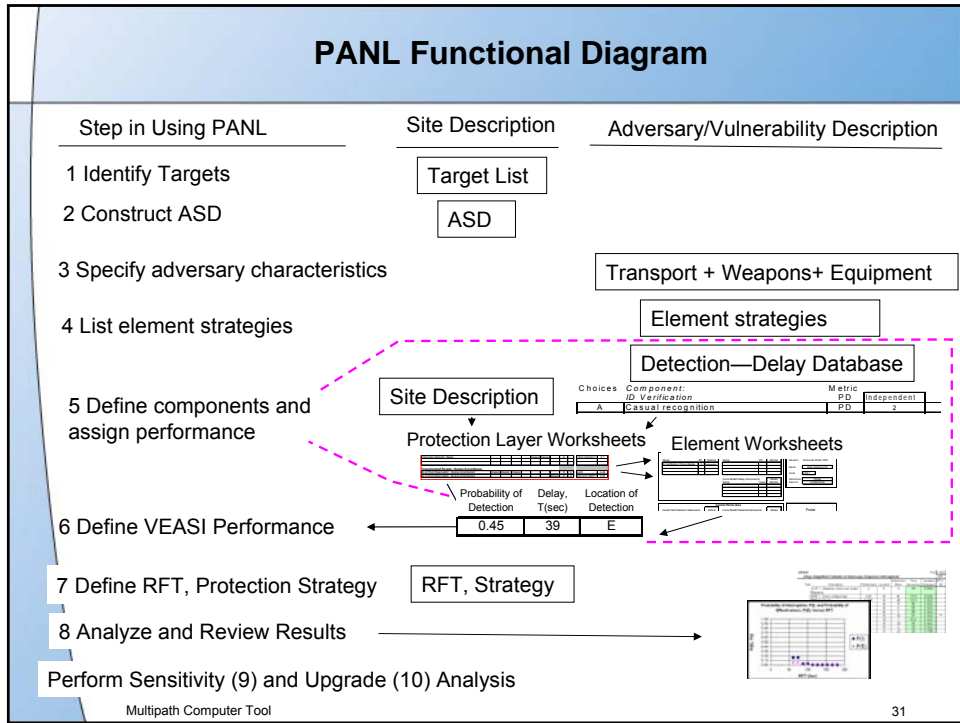 PANL Functional Diagram
Step in Using PANL
Site Description
Adversary/Vulnerability Description
1 Identify Targets
Target List
2 Construct ASD
ASD
3 Specify adversary characteristics
Transport + Weapons+ Equipment
4 List element strategies
Element strategies
Detection—Delay Database
Choices Component: Metric
ID Verification PD Independent
A Casual recognition PD 2
5 Define components and
assign performance
Site Description
Protection Layer Worksheets
Element Worksheets
Probability of Detection
Delay, T(sec)
Location of Detection
0.45 39 E
6 Define VEASI Performance
7 Define RFT, Protection Strategy
RFT, Strategy
8 Analyze and Review Results
Perform Sensitivity (9) and Upgrade (10) Analysis
Multipath Computer Tool
31